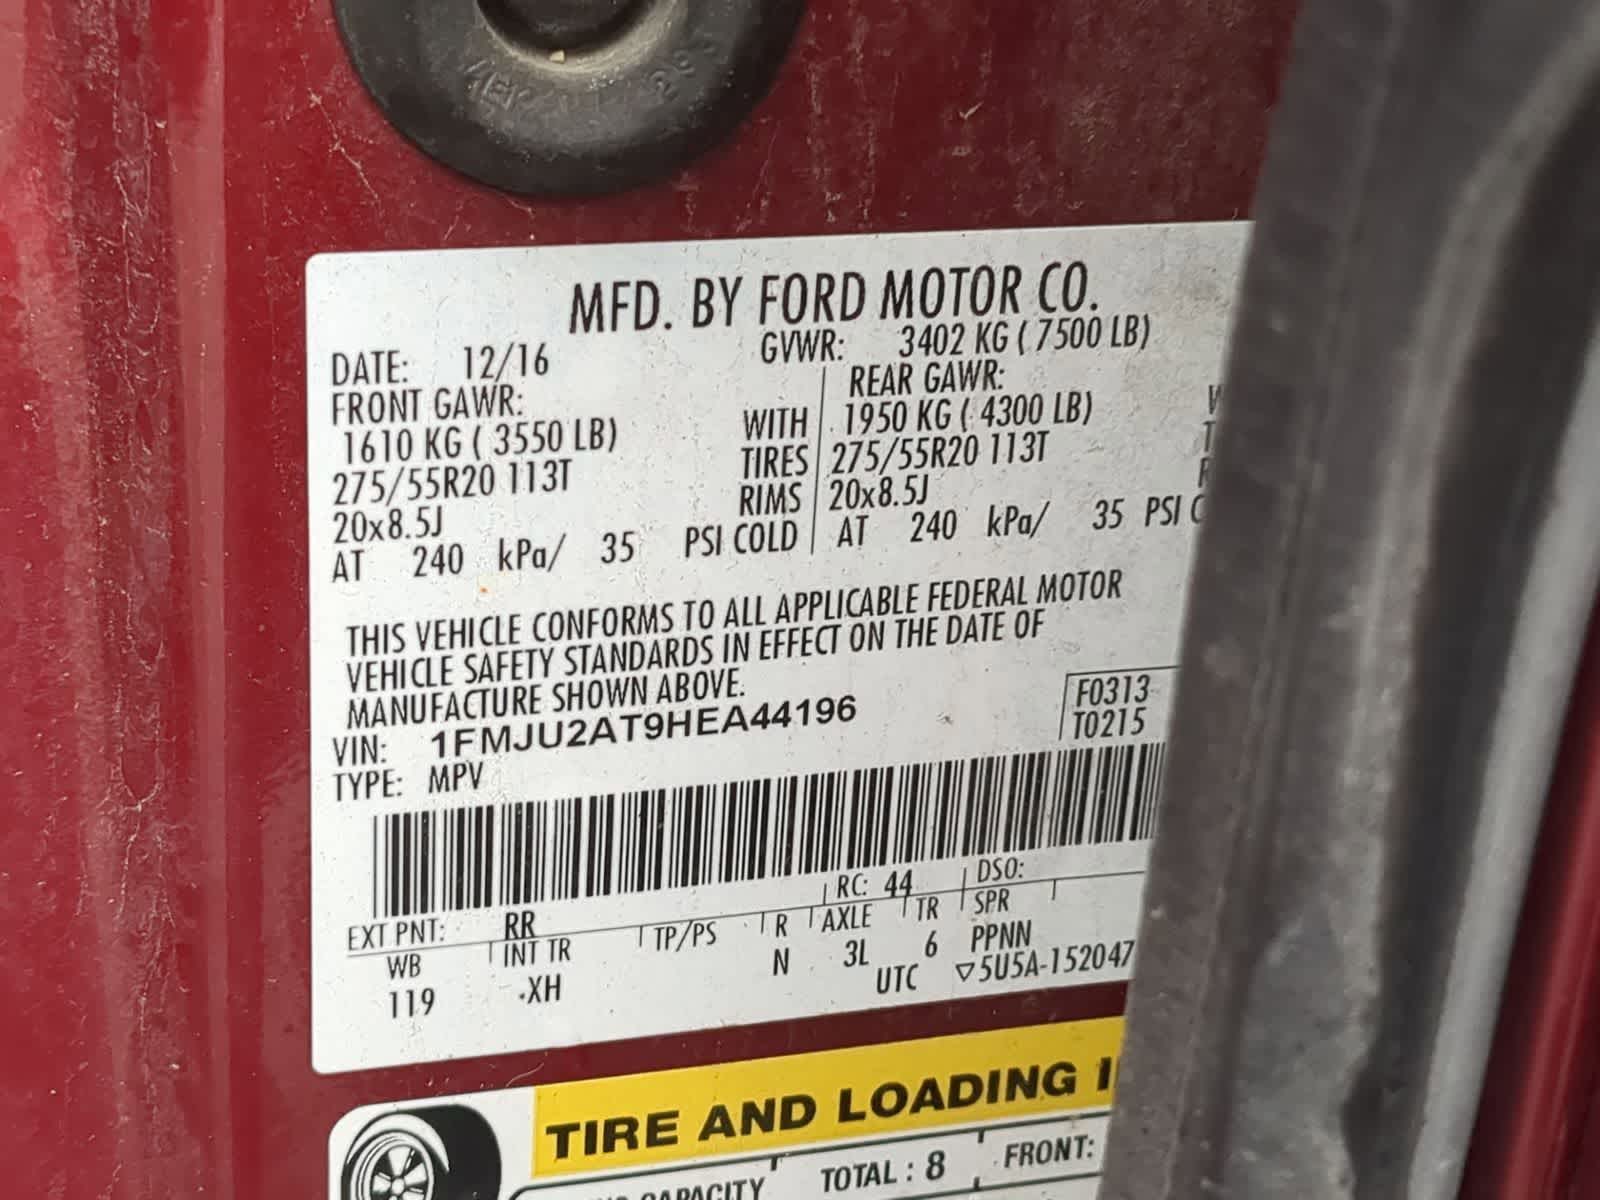 MFD. BY FORD MOTOR CO.
DATE: 12/16 GVWR: 3402 KG ( 7500 LB)
FRONT GAWR: REAR GAWR:
1610 KG ( 3550 LB) WITH 1950 KG ( 4300 LB) W
275/55R20 113T TIRES 275/55R20 113T T
20x8.5J RIMS 20x8.5J R
AT 240 kPa/ 35 PSI COLD AT 240 kPa/ 35 PSI C
THIS VEHICLE CONFORMS TO ALL APPLICABLE FEDERAL MOTOR
VEHICLE SAFETY STANDARDS IN EFFECT ON THE DATE OF
MANUFACTURE SHOWN ABOVE.
VIN: 1FMJU2AT9HEA44196 F0313
TYPE: MPV T0215
RC: 44 DSO:
EXT PNT: RR
WB INT TR TP/PS R AXLE TR SPR
119 XH N 3L 6 PPNN
UTC ▽5U5A-152047
TIRE AND LOADING I
CAPACITY TOTAL : 8 FRONT: